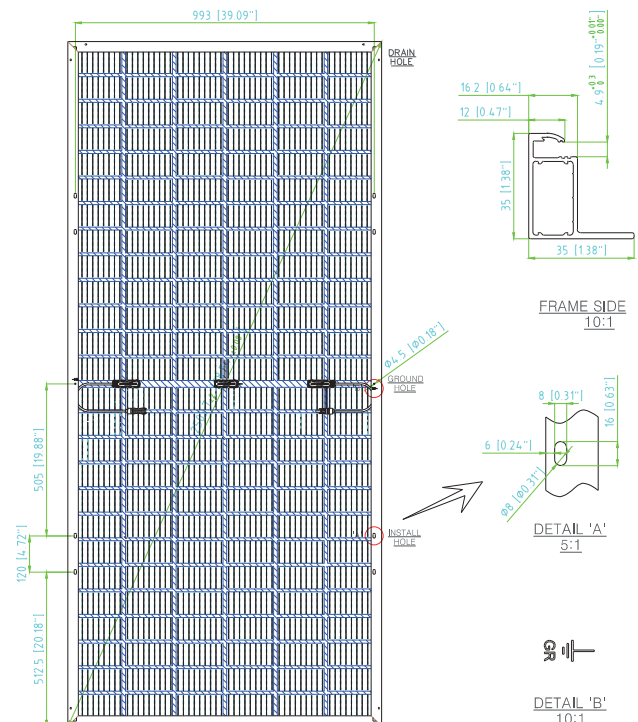 993 [39.09"]
DRAIN
HOLE
16.2 [0.64"]
12 [0.47"]
4.9 +0.3 0 [0.19" +0.01" 0.00"]
35 [1.38"]
35 [1.38"]
FRAME SIDE
10:1
Ø4.5 [Ø0.18"]
GROUND
HOLE
505 [19.88"]
120 [4.72"]
512.5 [20.18"]
INSTALL
HOLE
'A'
8 [0.31"]
16 [0.63"]
6 [0.24"]
Ø8 [Ø0.31"]
DETAIL 'A'
5:1
GR
DETAIL 'B'
10:1